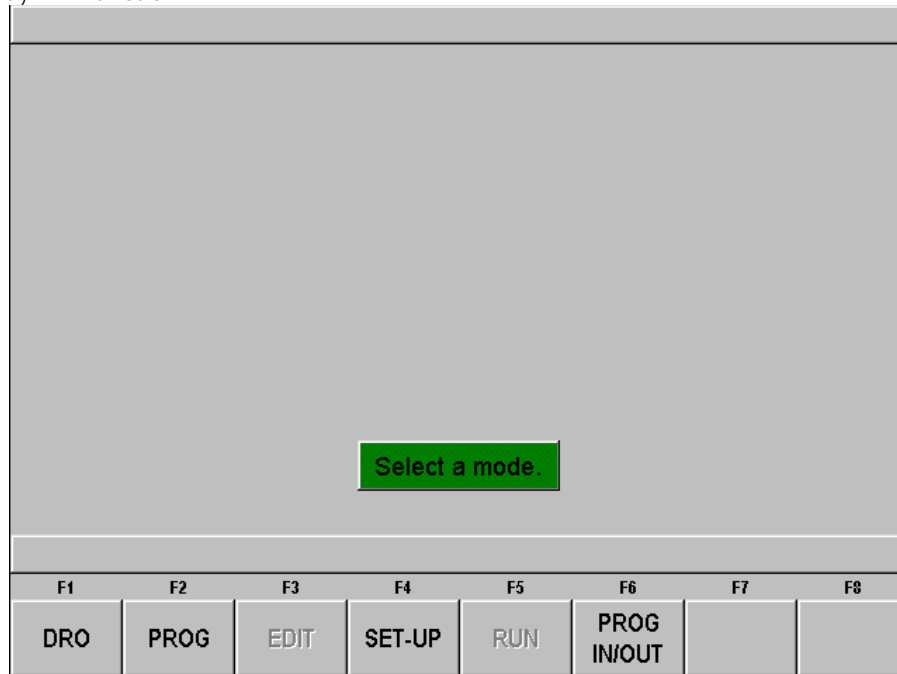 Select a mode.
F1 F2 F3 F4 F5 F6 F7 F8
DRO PROG EDIT SET-UP RUN PROG IN/OUT